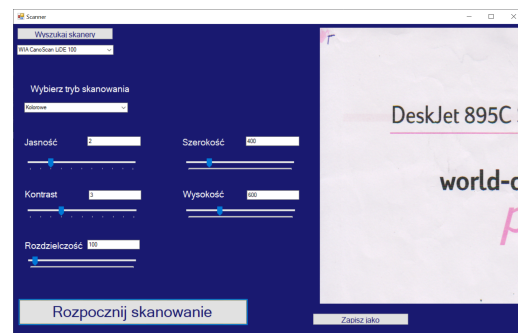 Scanner
Wyszukaj skanery
WIA CanoScan LiDE 100
Wybierz tryb skanowania
Kolorowe
Jasność 2
Szerokość 400
Kontrast 3
Wysokość 600
Rozdzielczość 100
Rozpocznij skanowanie
DeskJet 895C
world-c
p
Zapisz jako